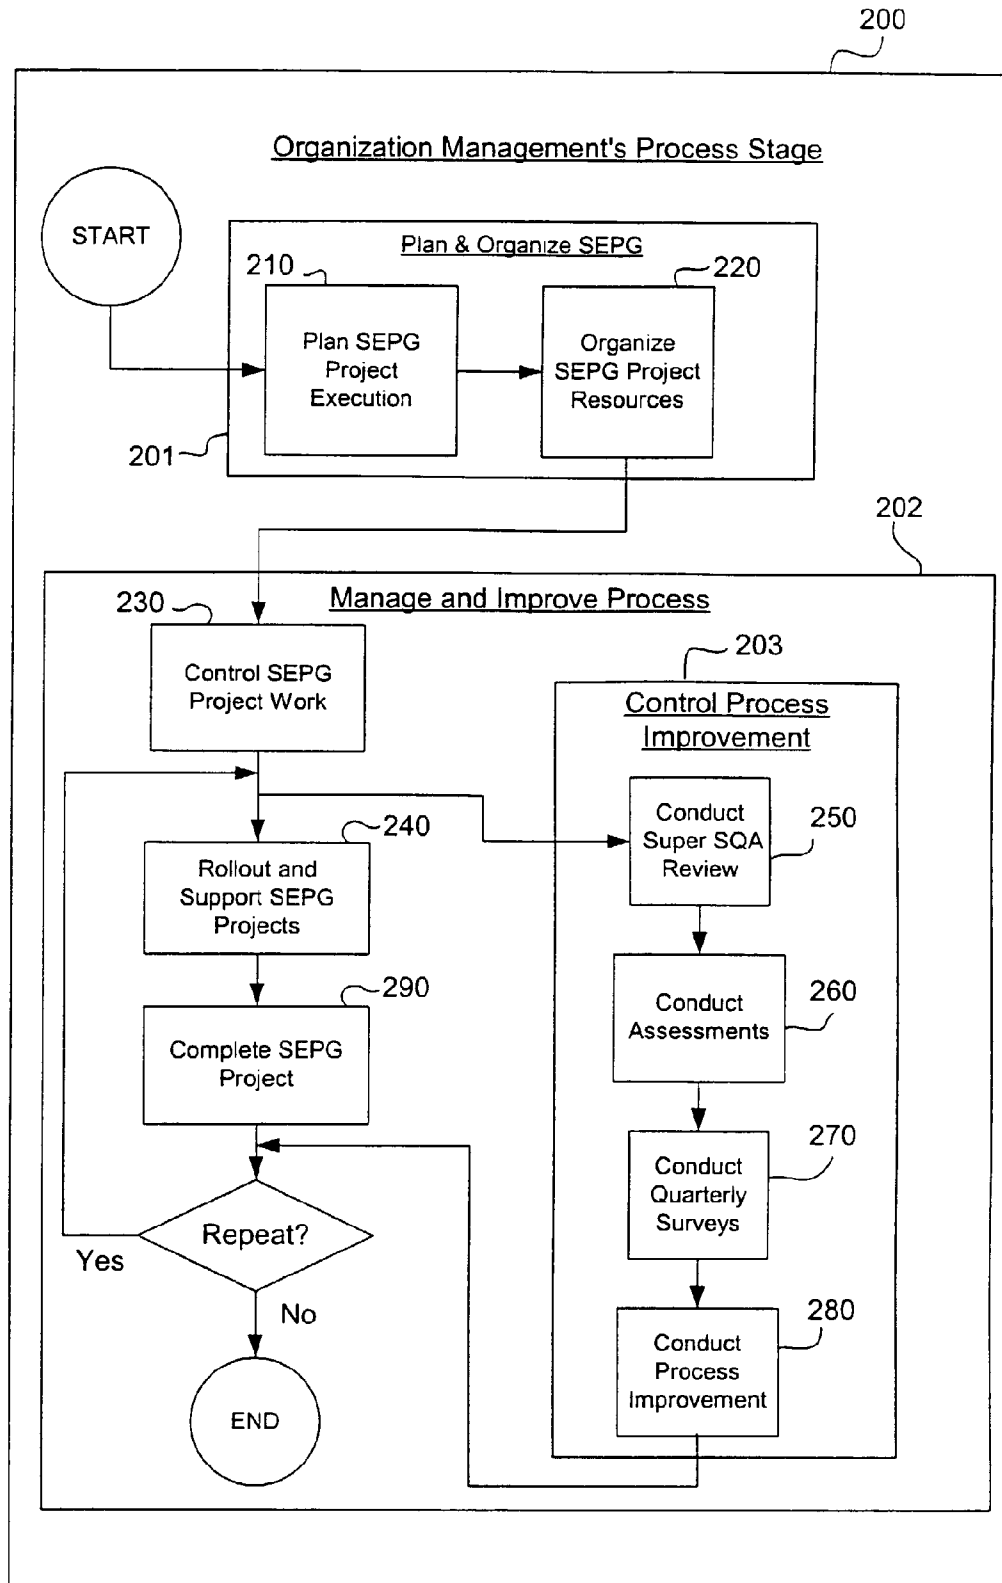 200
Organization Management's Process Stage
START
Plan & Organize SEPG
210
220
Plan SEPG
Project
Execution
Organize
SEPG Project
Resources
201
202
Manage and Improve Process
230
Control SEPG
Project Work
203
Control Process
Improvement
240
Rollout and
Support SEPG
Projects
Conduct
Super SQA
Review
250
290
Complete SEPG
Project
Conduct
Assessments
260
Conduct
Quarterly
Surveys
270
Repeat?
Yes
No
Conduct
Process
Improvement
280
END